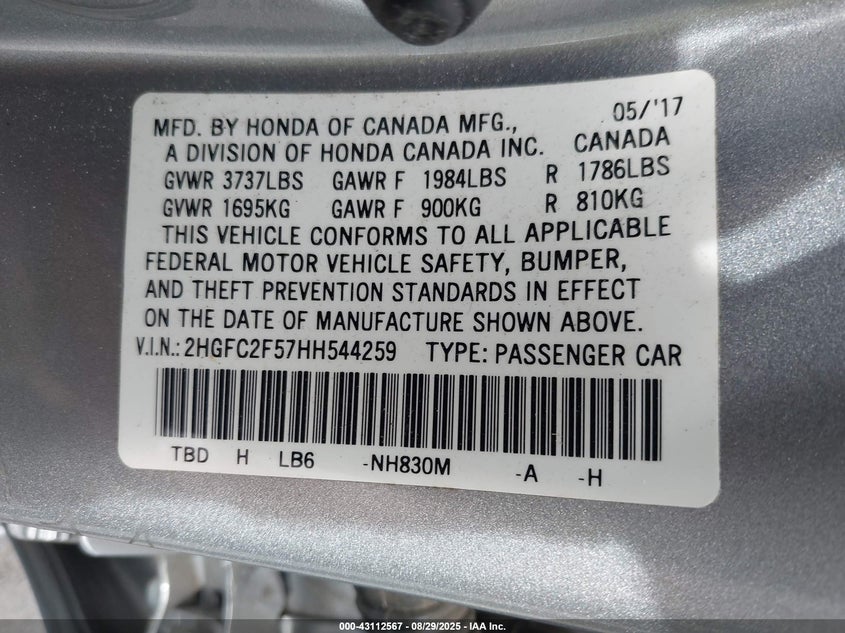 05/'17
MFD. BY HONDA OF CANADA MFG.,
A DIVISION OF HONDA CANADA INC. CANADA
GVWR 3737LBS GAWR F 1984LBS R 1786LBS
GVWR 1695KG GAWR F 900KG R 810KG
THIS VEHICLE CONFORMS TO ALL APPLICABLE
FEDERAL MOTOR VEHICLE SAFETY, BUMPER,
AND THEFT PREVENTION STANDARDS IN EFFECT
ON THE DATE OF MANUFACTURE SHOWN ABOVE.
V.I.N.: 2HGFC2F57HH544259 TYPE: PASSENGER CAR
TBD H LB6 -NH830M -A -H
000-43112567 - 08/29/2025 - IAA Inc.